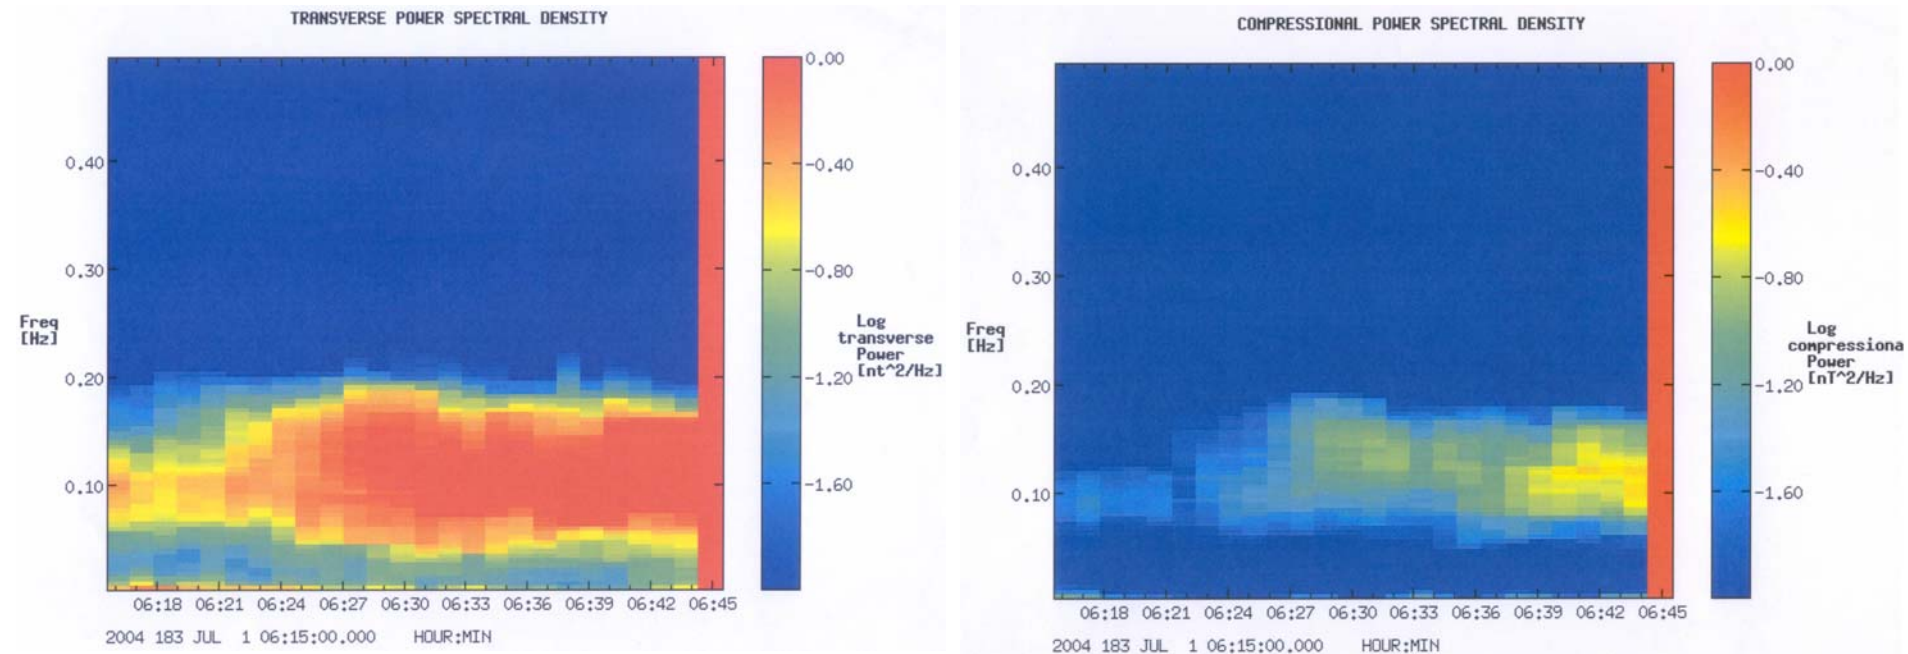 TRANSVERSE POWER SPECTRAL DENSITY
0.00
0.40
-0.40
0.30
-0.80
Freq
[Hz]
Log
transverse
Power
[nt^2/Hz]
0.20
-1.20
0.10
-1.60
06:18 06:21 06:24 06:27 06:30 06:33 06:36 06:39 06:42 06:45
2004 183 JUL 1 06:15:00.000 HOUR:MIN
COMPRESSIONAL POWER SPECTRAL DENSITY
0.00
0.40
-0.40
0.30
-0.80
Freq
[Hz]
Log
compressiona
Power
[nT^2/Hz]
0.20
-1.20
0.10
-1.60
06:18 06:21 06:24 06:27 06:30 06:33 06:36 06:39 06:42 06:45
2004 183 JUL 1 06:15:00.000 HOUR:MIN